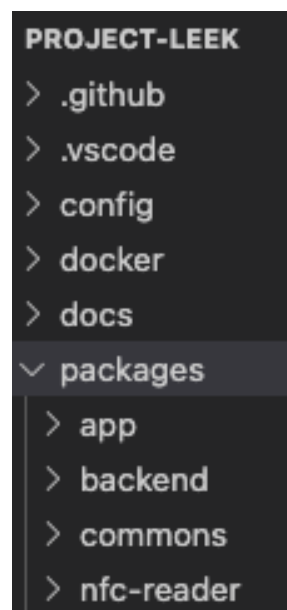 PROJECT-LEEK
.github
.vscode
config
docker
docs
packages
app
backend
commons
nfc-reader